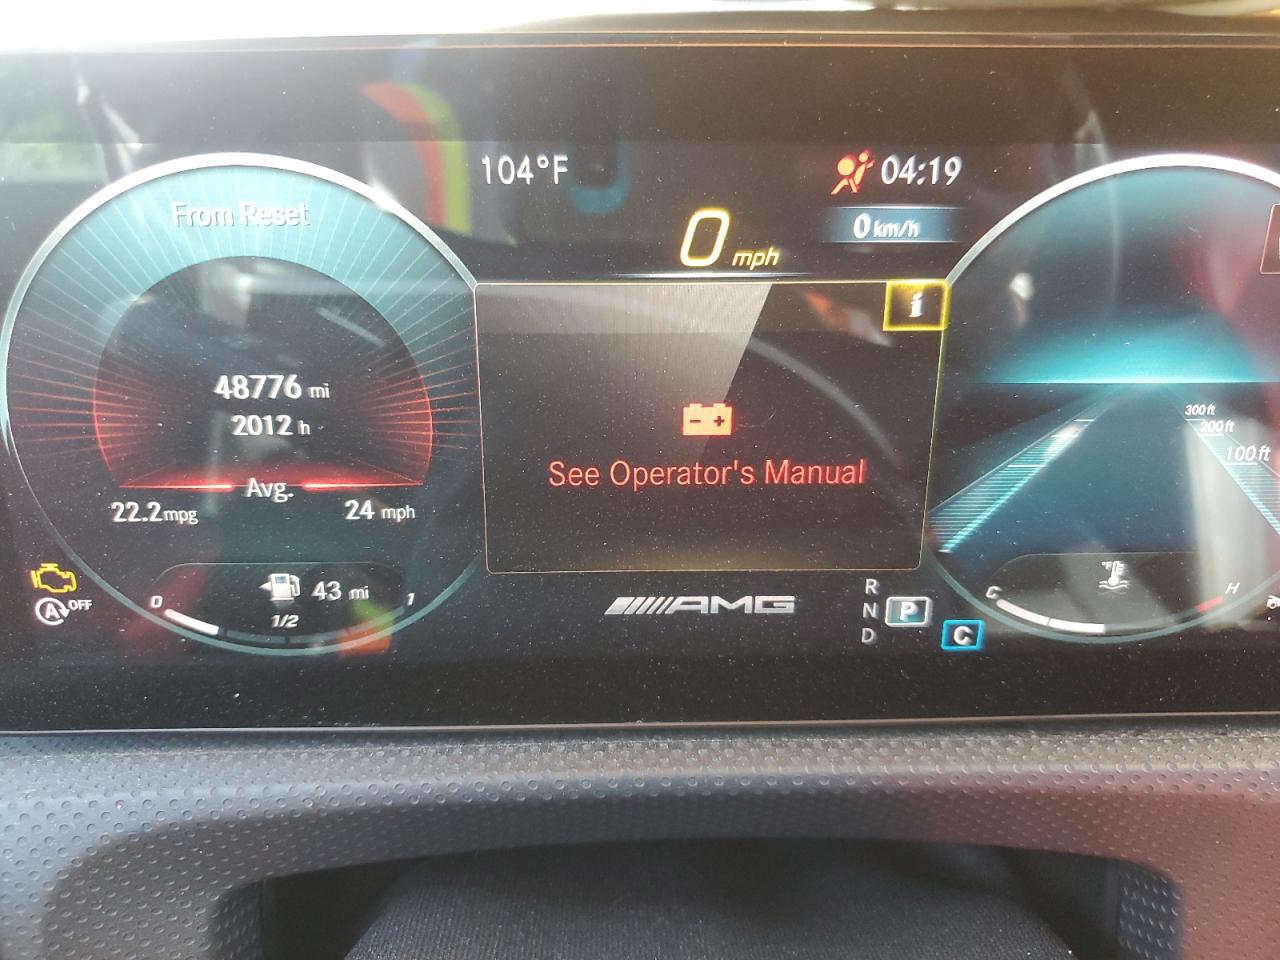 104°F
04:19
From Reset
0 mph
0 km/h
i
48776 mi
2012 h
Avg.
22.2 mpg
24 mph
See Operator's Manual
300 ft
200 ft
100 ft
A OFF
0
43 mi
1
1/2
AMG
R
N
D
P
C
C
°F
H